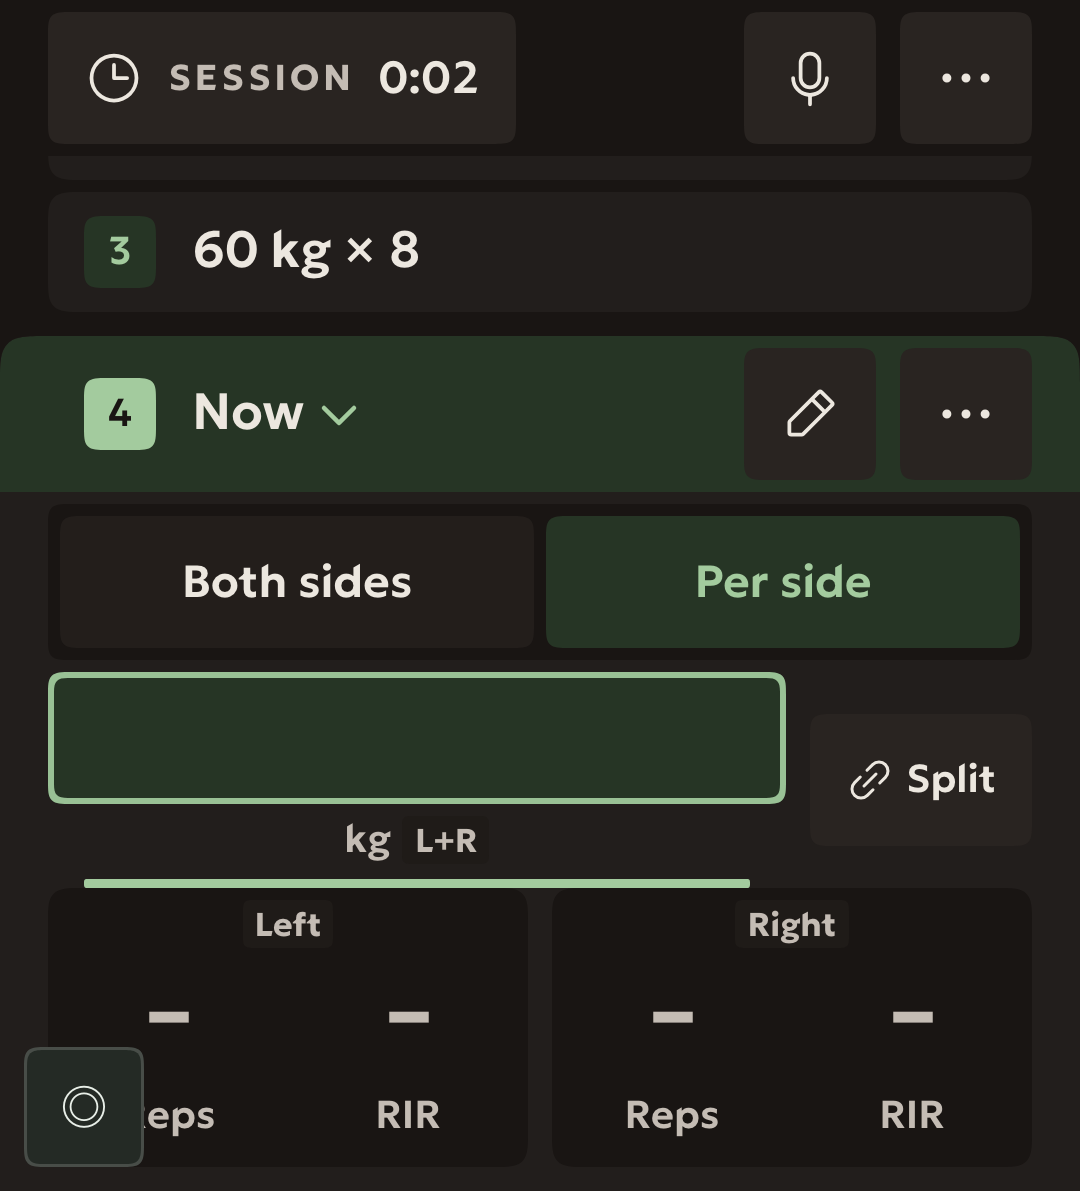 SESSION 0:02
3 60 kg × 8
4 Now
Both sides Per side
Split
kg L+R
Left Right
– – – –
eps RIR Reps RIR